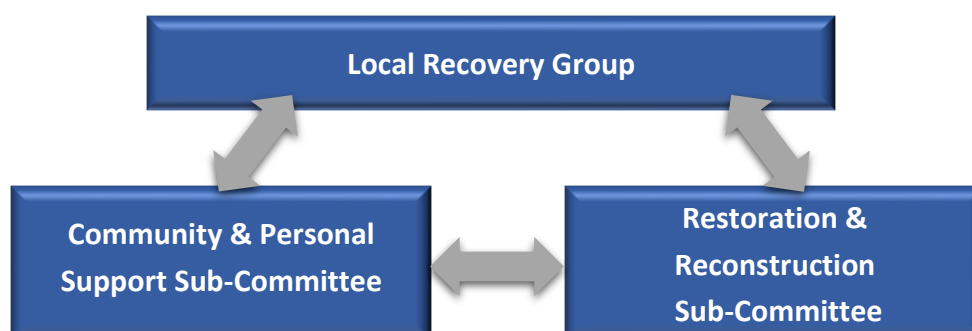 Local Recovery Group
Community & Personal
Support Sub-Committee
Restoration &
Reconstruction
Sub-Committee